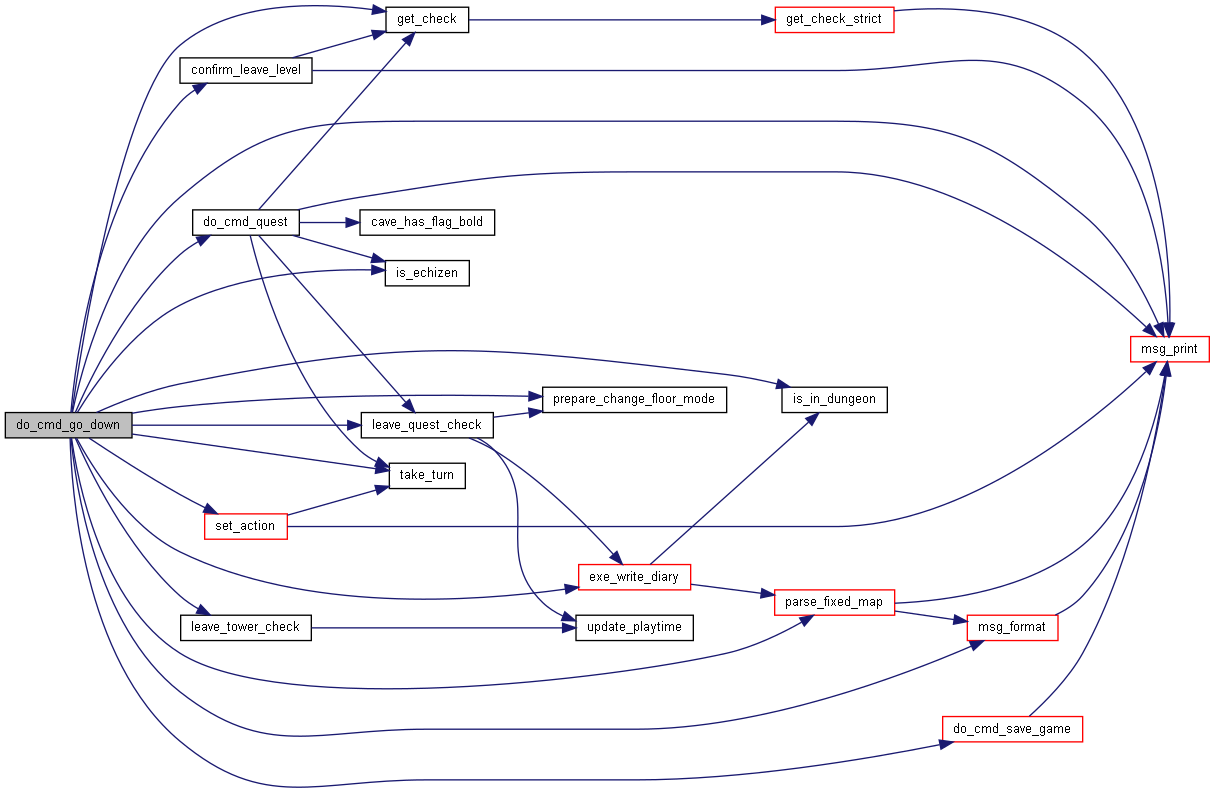 get_check
get_check_strict
confirm_leave_level
do_cmd_quest
cave_has_flag_bold
is_echizen
msg_print
prepare_change_floor_mode
is_in_dungeon
do_cmd_go_down
leave_quest_check
take_turn
set_action
exe_write_diary
parse_fixed_map
leave_tower_check
update_playtime
msg_format
do_cmd_save_game